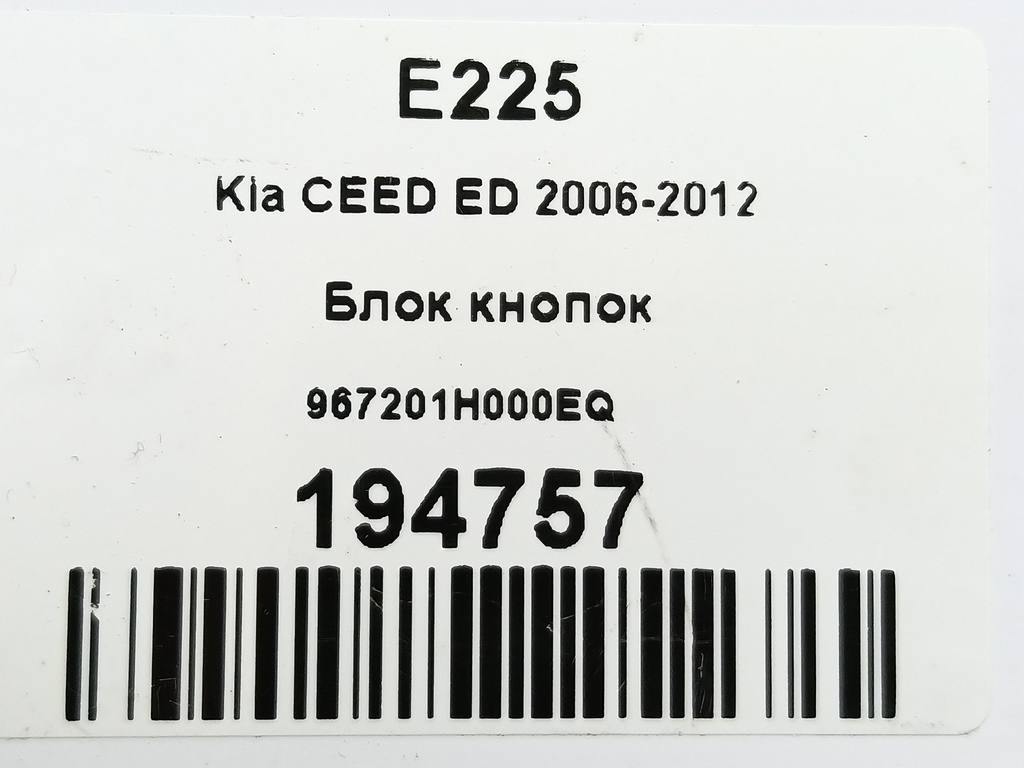 E225
Kia CEED ED 2006-2012
Блок кнопок
967201H000EQ
194757